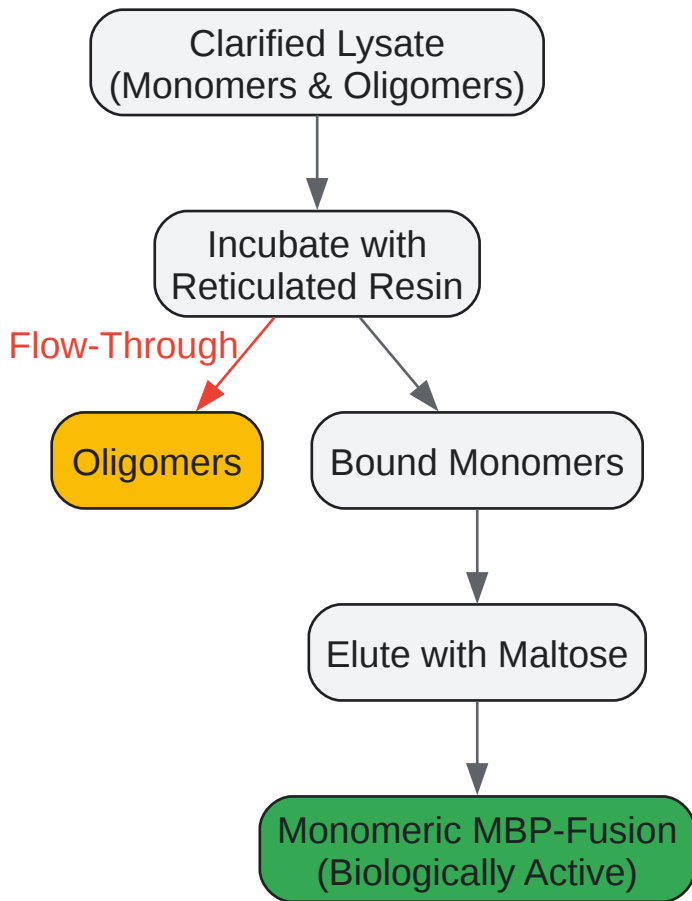 Clarified Lysate
(Monomers & Oligomers)
Incubate with
Reticulated Resin
Flow-Through
Oligomers
Bound Monomers
Elute with Maltose
Monomeric MBP-Fusion
(Biologically Active)